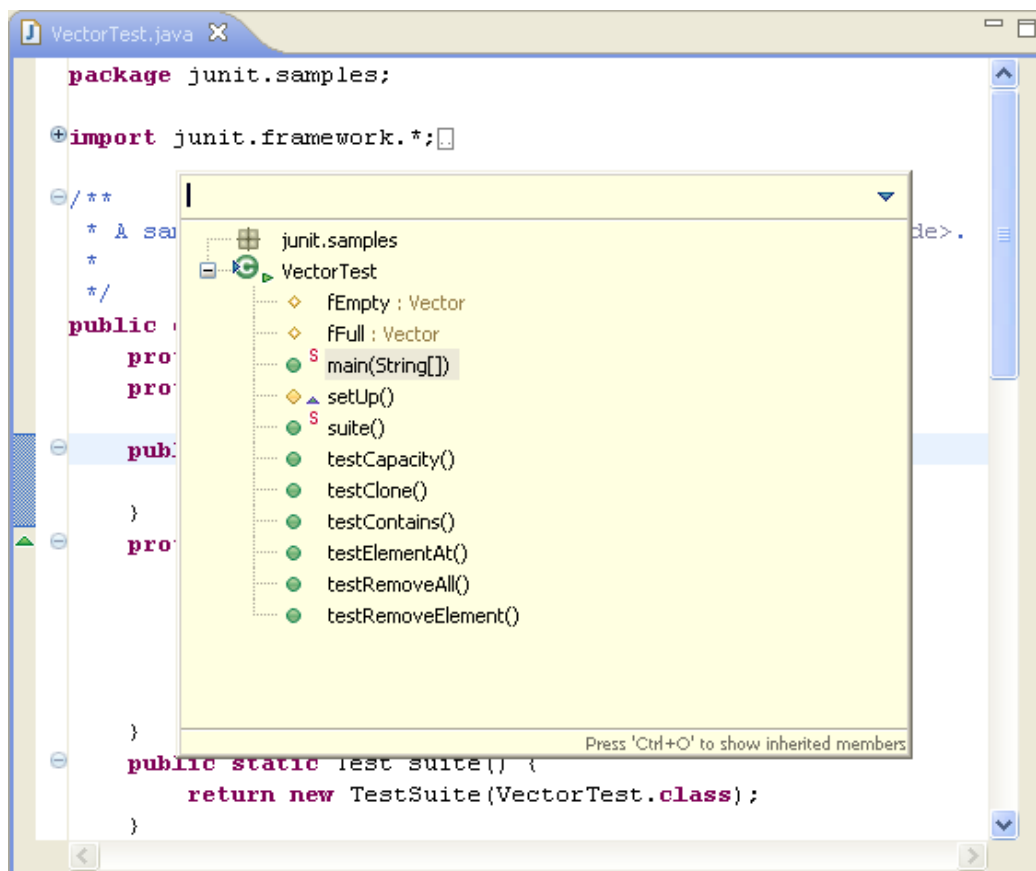 VectorTest.java
package junit.samples;
import junit.framework.*;
/**
* A sa de>.
*
*/
public
pro
pro
publ
}
pro
}
public static Test suite() {
return new TestSuite(VectorTest.class);
}
junit.samples
VectorTest
fEmpty : Vector
fFull : Vector
S main(String[])
setUp()
S suite()
testCapacity()
testClone()
testContains()
testElementAt()
testRemoveAll()
testRemoveElement()
Press 'Ctrl+O' to show inherited members